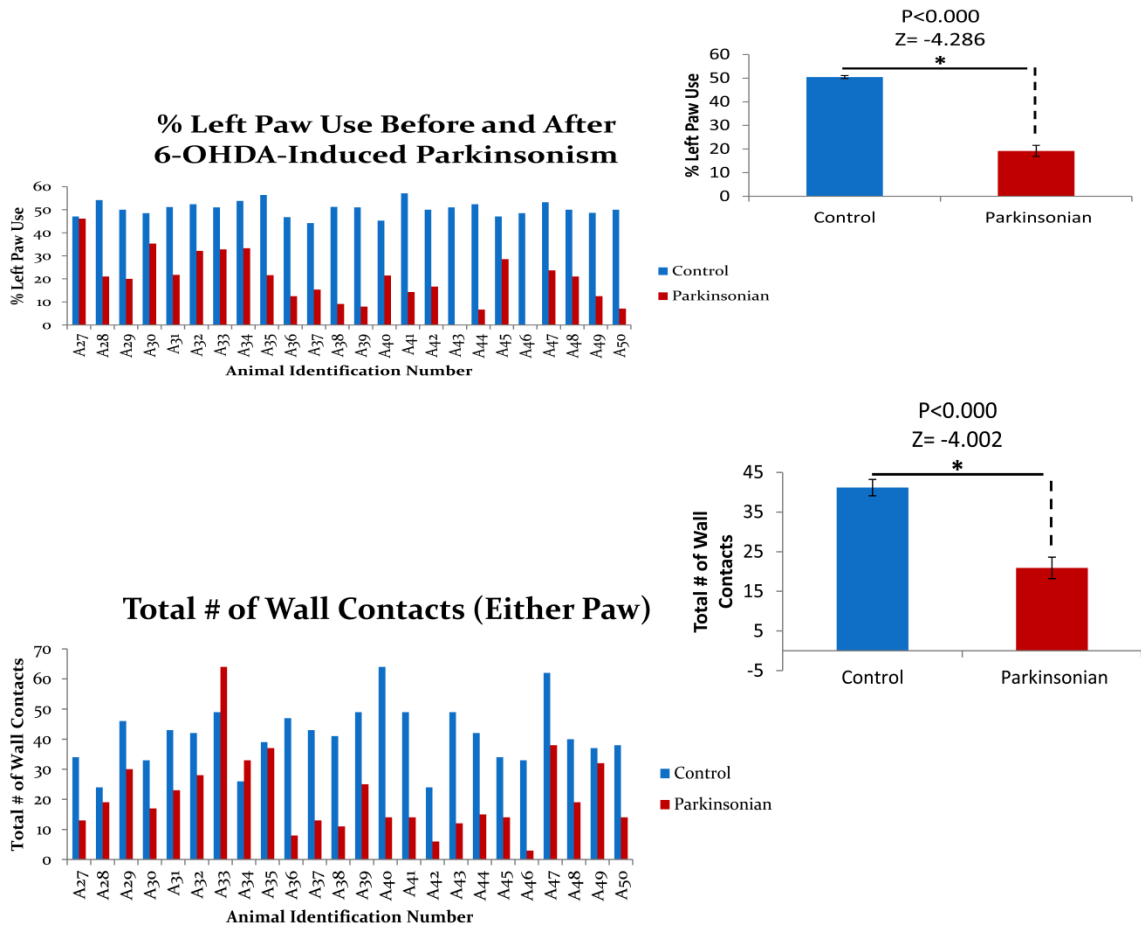 P<0.000
Z= -4.286
*
% Left Paw Use
60
50
40
30
20
10
0
Control
Parkinsonian
% Left Paw Use Before and After
6-OHDA-Induced Parkinsonism
% Left Paw Use
60
50
40
30
20
10
0
A27 A28 A29 A30 A31 A32 A33 A34 A35 A36 A37 A38 A39 A40 A41 A42 A43 A44 A45 A46 A47 A48 A49 A50
Animal Identification Number
Control
Parkinsonian
P<0.000
Z= -4.002
*
Total # of Wall
Contacts
45
35
25
15
5
-5
Control
Parkinsonian
Total # of Wall Contacts (Either Paw)
Total # of Wall Contacts
70
60
50
40
30
20
10
0
A27 A28 A29 A30 A31 A32 A33 A34 A35 A36 A37 A38 A39 A40 A41 A42 A43 A44 A45 A46 A47 A48 A49 A50
Animal Identification Number
Control
Parkinsonian